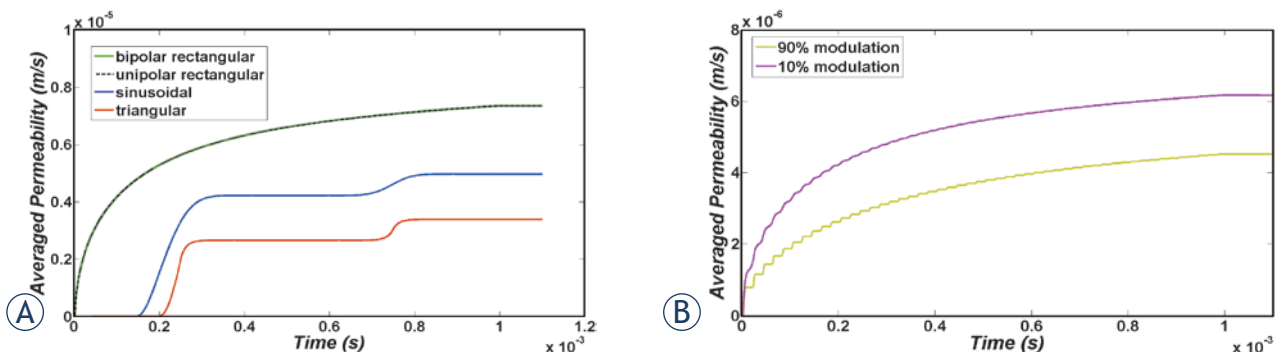 x 10^-5
1
0.8
0.6
0.4
0.2
0
Averaged Permeability (m/s)
bipolar rectangular
unipolar rectangular
sinusoidal
triangular
0 0.2 0.4 0.6 0.8 1 1.2
Time (s)
x 10^-3
A
x 10^-6
8
6
4
2
0
Averaged Permeability (m/s)
90% modulation
10% modulation
0 0.2 0.4 0.6 0.8 1
Time (s)
x 10^-3
B